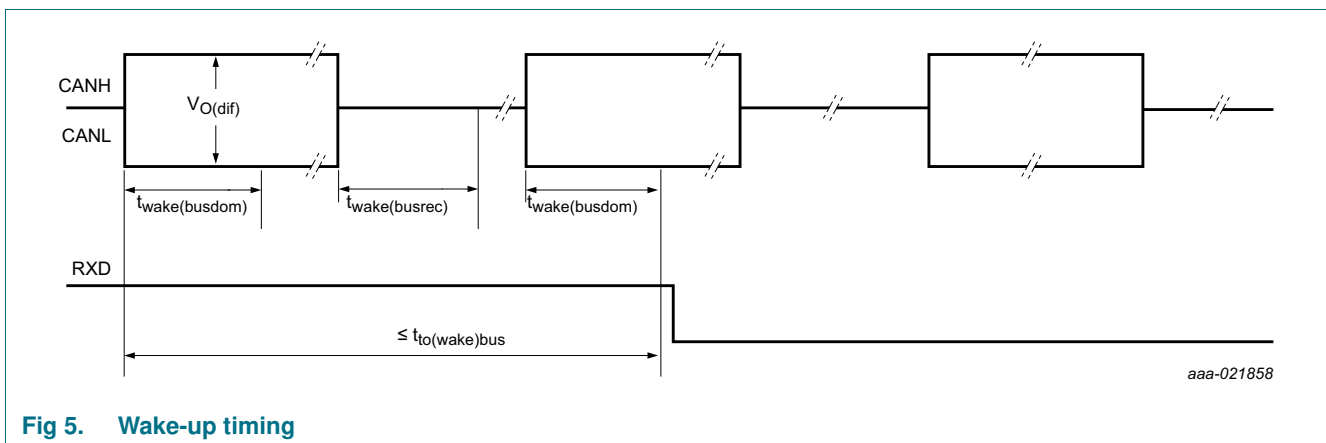 CANH
V_O(dif)
CANL
t_wake(busdom)
t_wake(busrec)
t_wake(busdom)
RXD
≤ t_to(wake)bus
aaa-021858
Fig 5. Wake-up timing